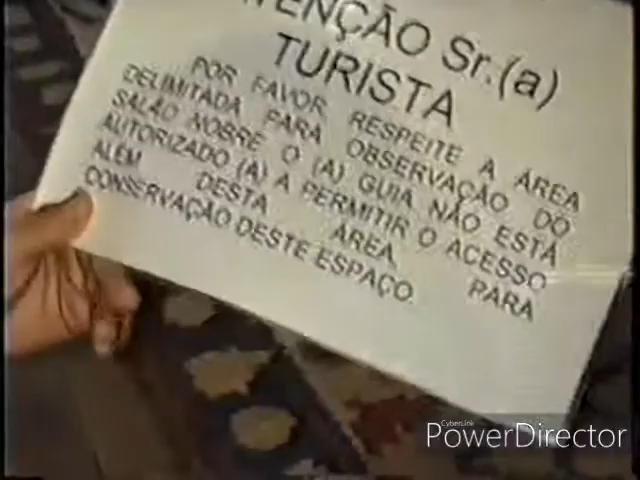 ATENÇÃO Sr.(a)
TURISTA
POR FAVOR RESPEITE A ÁREA
DELIMITADA PARA OBSERVAÇÃO DO
SALÃO NOBRE O (A) GUIA NÃO ESTÁ
AUTORIZADO (A) A PERMITIR O ACESSO
ALÉM DESTA ÁREA PARA
CONSERVAÇÃO DESTE ESPAÇO.
CyberLink
PowerDirector